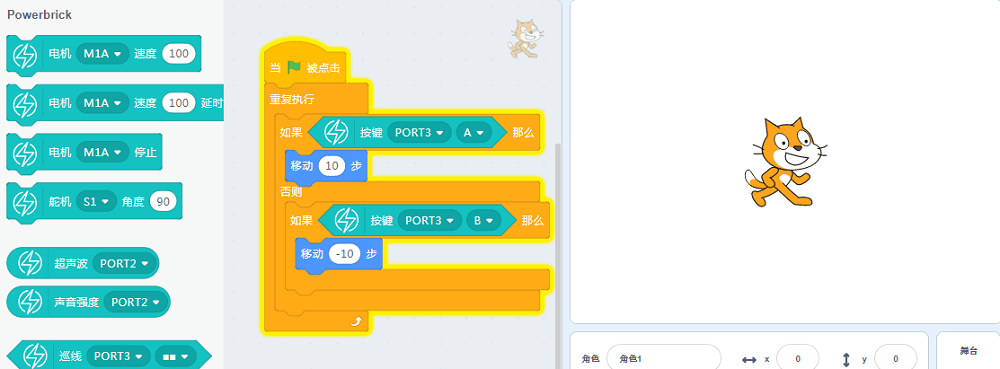 Powerbrick
电机 M1A 速度 100
电机 M1A 速度 100 延时
电机 M1A 停止
舵机 S1 角度 90
超声波 PORT2
声音强度 PORT2
巡线 PORT3
当 被点击
重复执行
如果 按键 PORT3 A 那么
移动 10 步
否则
如果 按键 PORT3 B 那么
移动 -10 步
角色 角色1 x 0 y 0
舞台